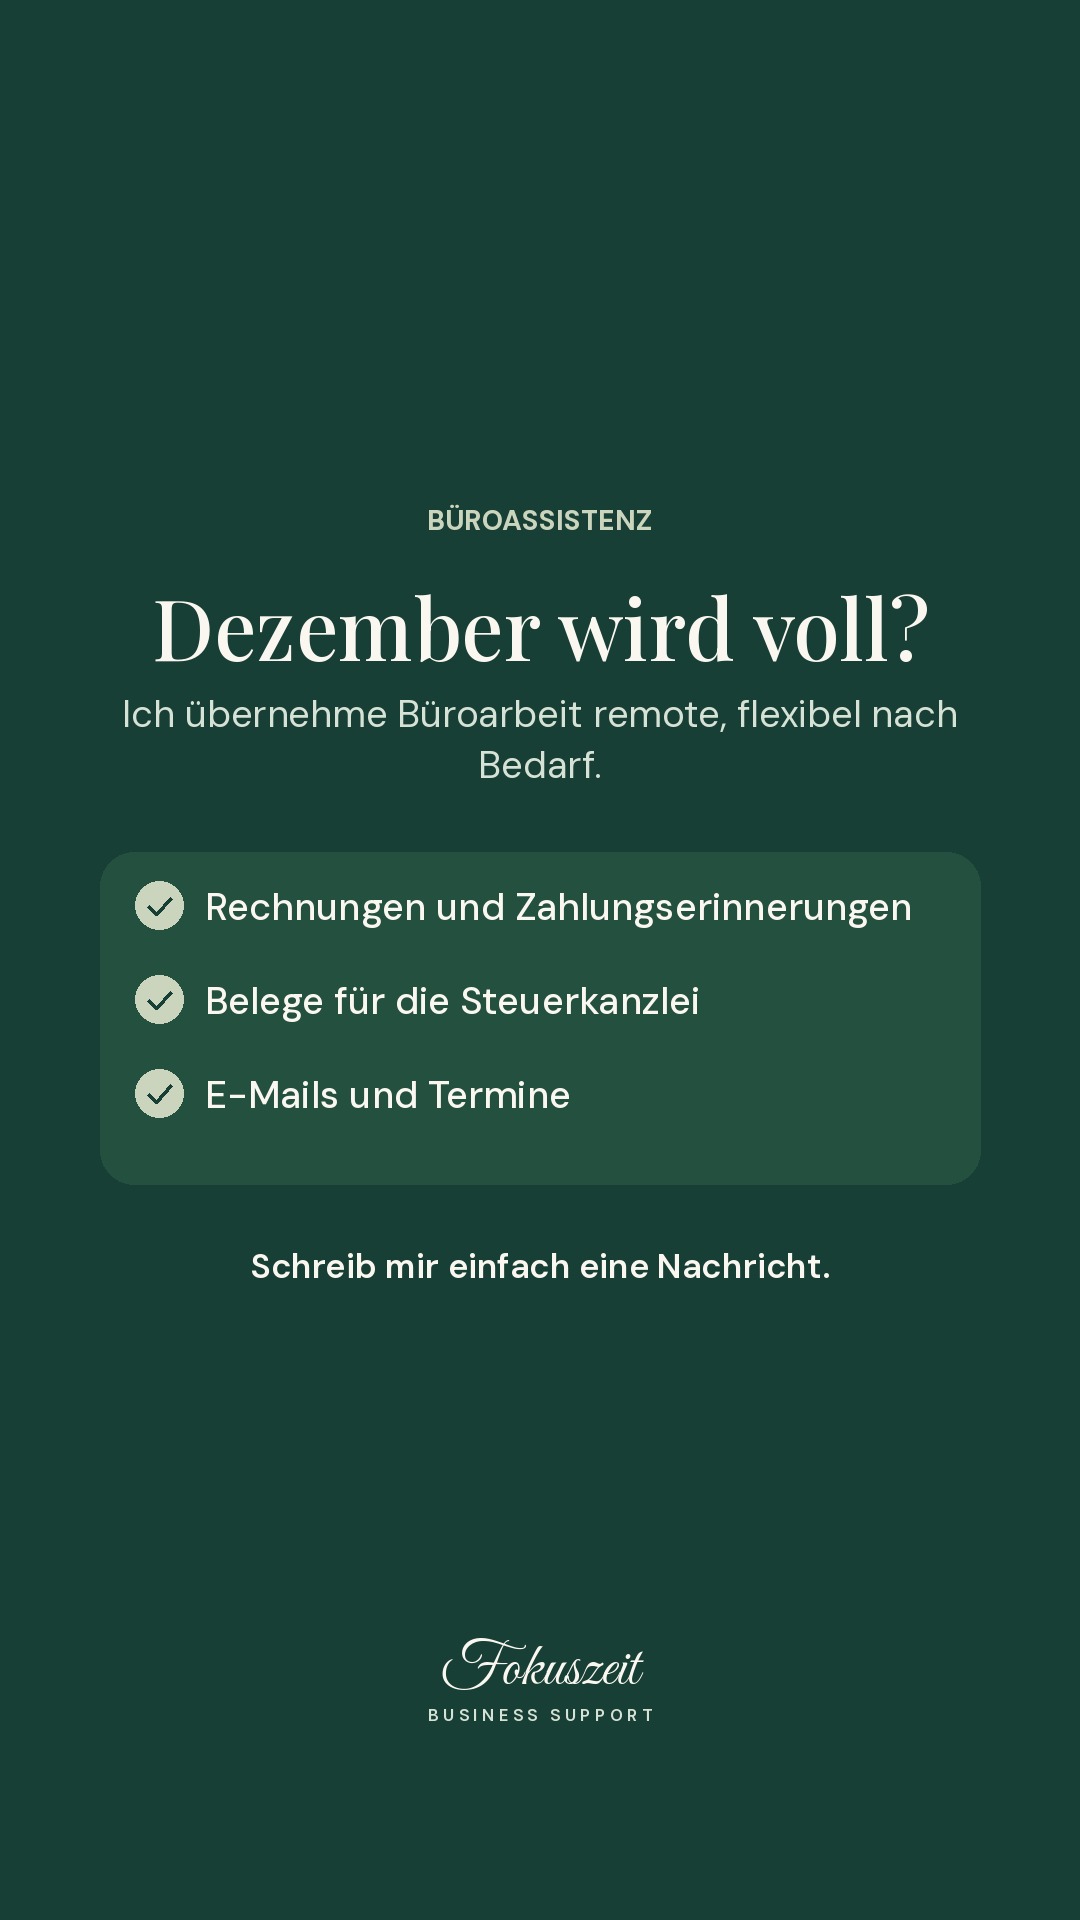 BÜROASSISTENZ
Dezember wird voll?
Ich übernehme Büroarbeit remote, flexibel nach
Bedarf.
Rechnungen und Zahlungserinnerungen
Belege für die Steuerkanzlei
E-Mails und Termine
Schreib mir einfach eine Nachricht.
Fokuszeit
BUSINESS SUPPORT